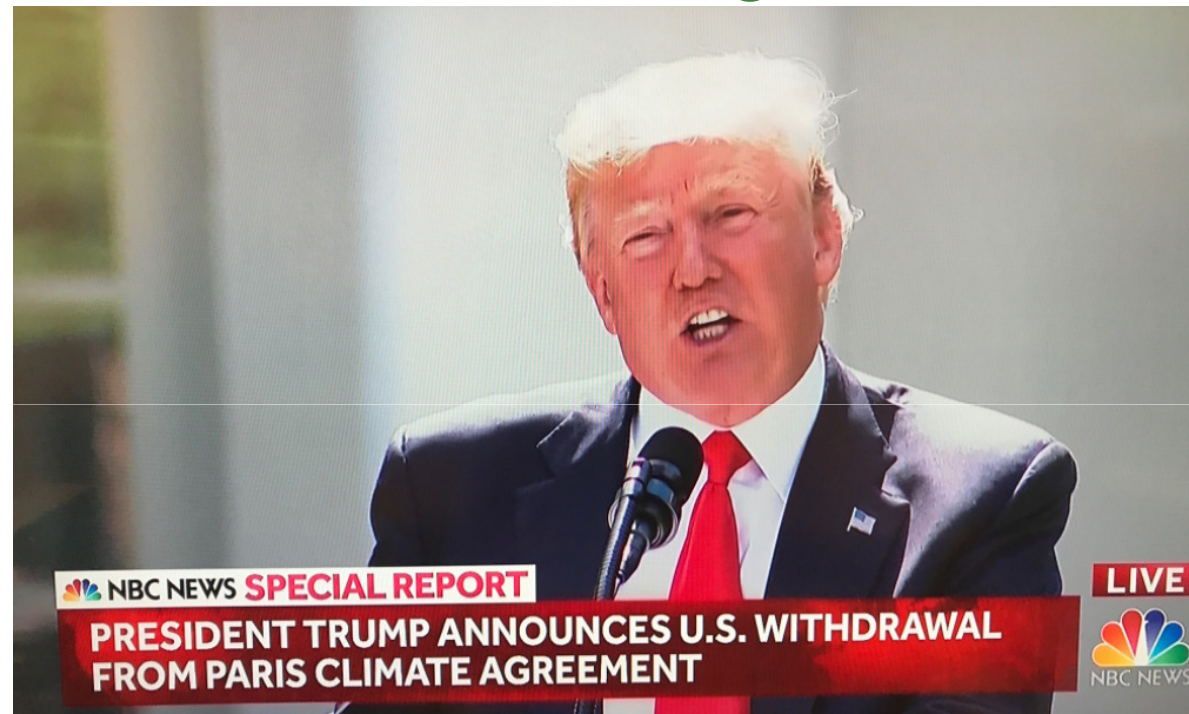 NBC NEWS SPECIAL REPORT
PRESIDENT TRUMP ANNOUNCES U.S. WITHDRAWAL
FROM PARIS CLIMATE AGREEMENT
LIVE
NBC NEWS